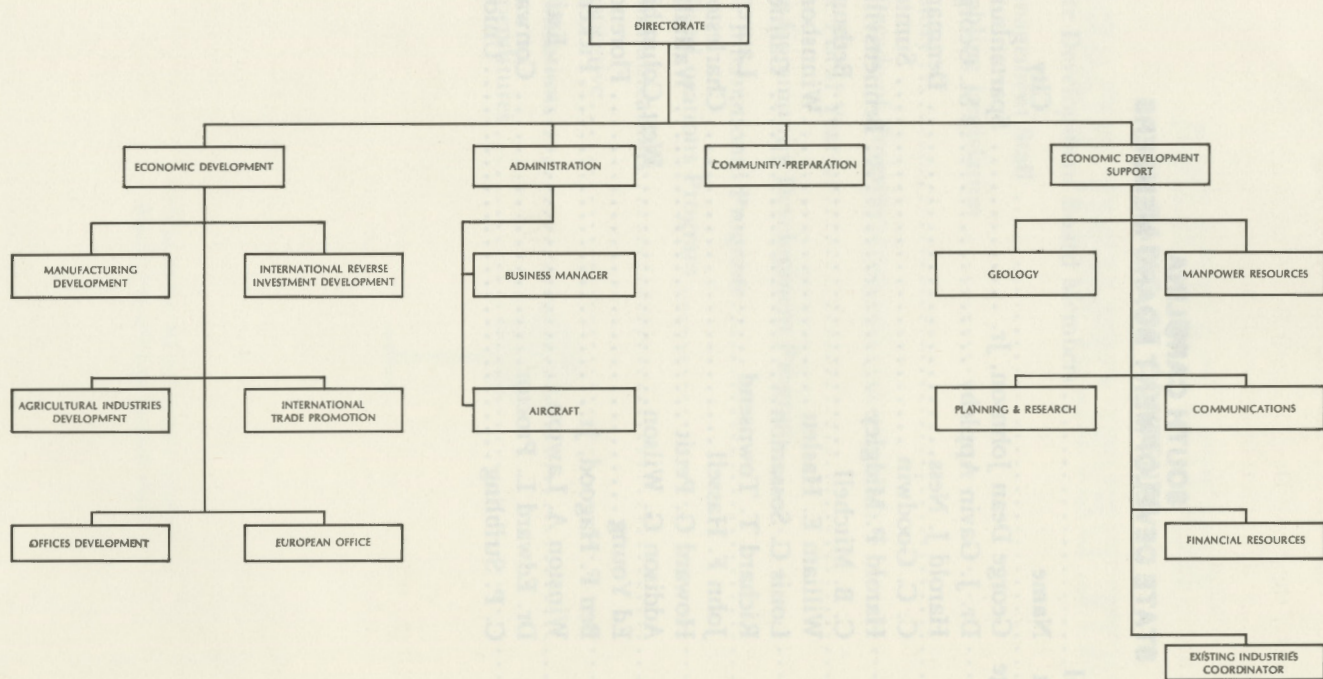 DIRECTORATE
ECONOMIC DEVELOPMENT
ADMINISTRATION
COMMUNITY-PREPARATION
ECONOMIC DEVELOPMENT
SUPPORT
MANUFACTURING
DEVELOPMENT
INTERNATIONAL REVERSE
INVESTMENT DEVELOPMENT
BUSINESS MANAGER
GEOLOGY
MANPOWER RESOURCES
AGRICULTURAL INDUSTRIES
DEVELOPMENT
INTERNATIONAL
TRADE PROMOTION
AIRCRAFT
PLANNING & RESEARCH
COMMUNICATIONS
OFFICES DEVELOPMENT
EUROPEAN OFFICE
FINANCIAL RESOURCES
EXISTING INDUSTRIES
COORDINATOR